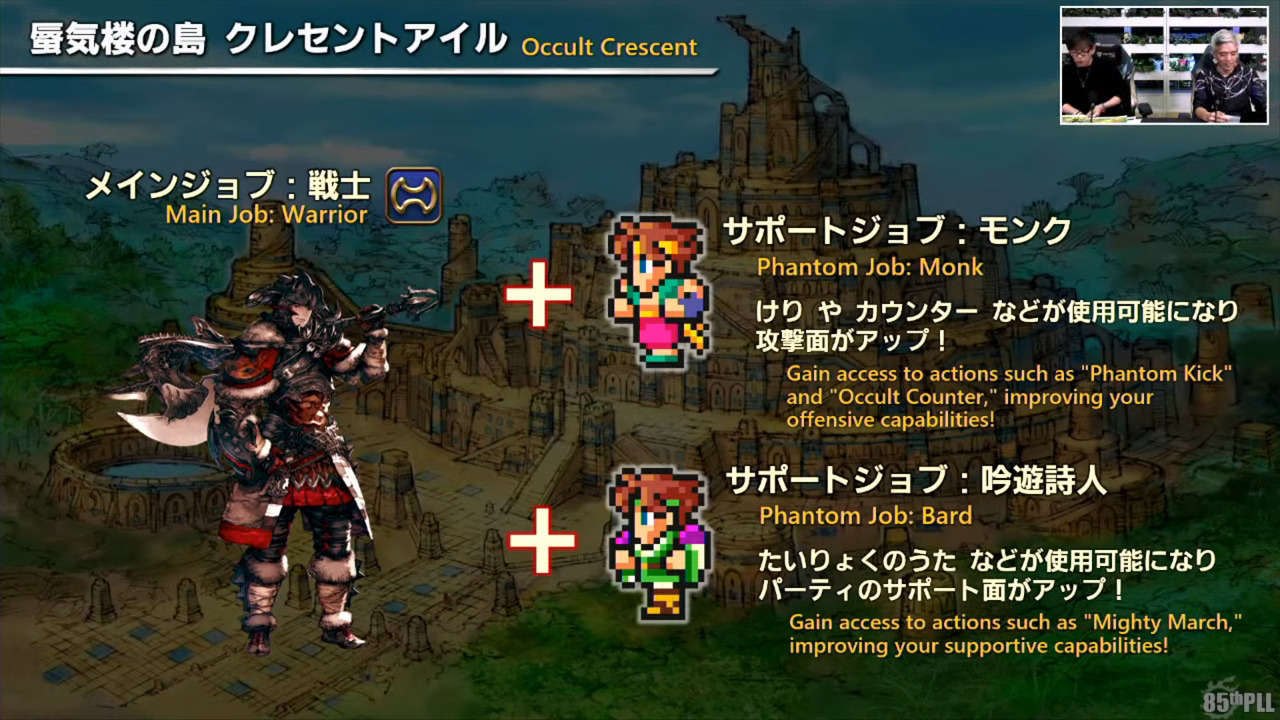 蜃気楼の島 クレセントアイル Occult Crescent
メインジョブ：戦士
Main Job: Warrior
サポートジョブ：モンク
Phantom Job: Monk
けり や カウンター などが使用可能になり
攻撃面がアップ！
Gain access to actions such as "Phantom Kick"
and "Occult Counter," improving your
offensive capabilities!
サポートジョブ：吟遊詩人
Phantom Job: Bard
たいりょくのうた などが使用可能になり
パーティのサポート面がアップ！
Gain access to actions such as "Mighty March,"
improving your supportive capabilities!
85thPLL